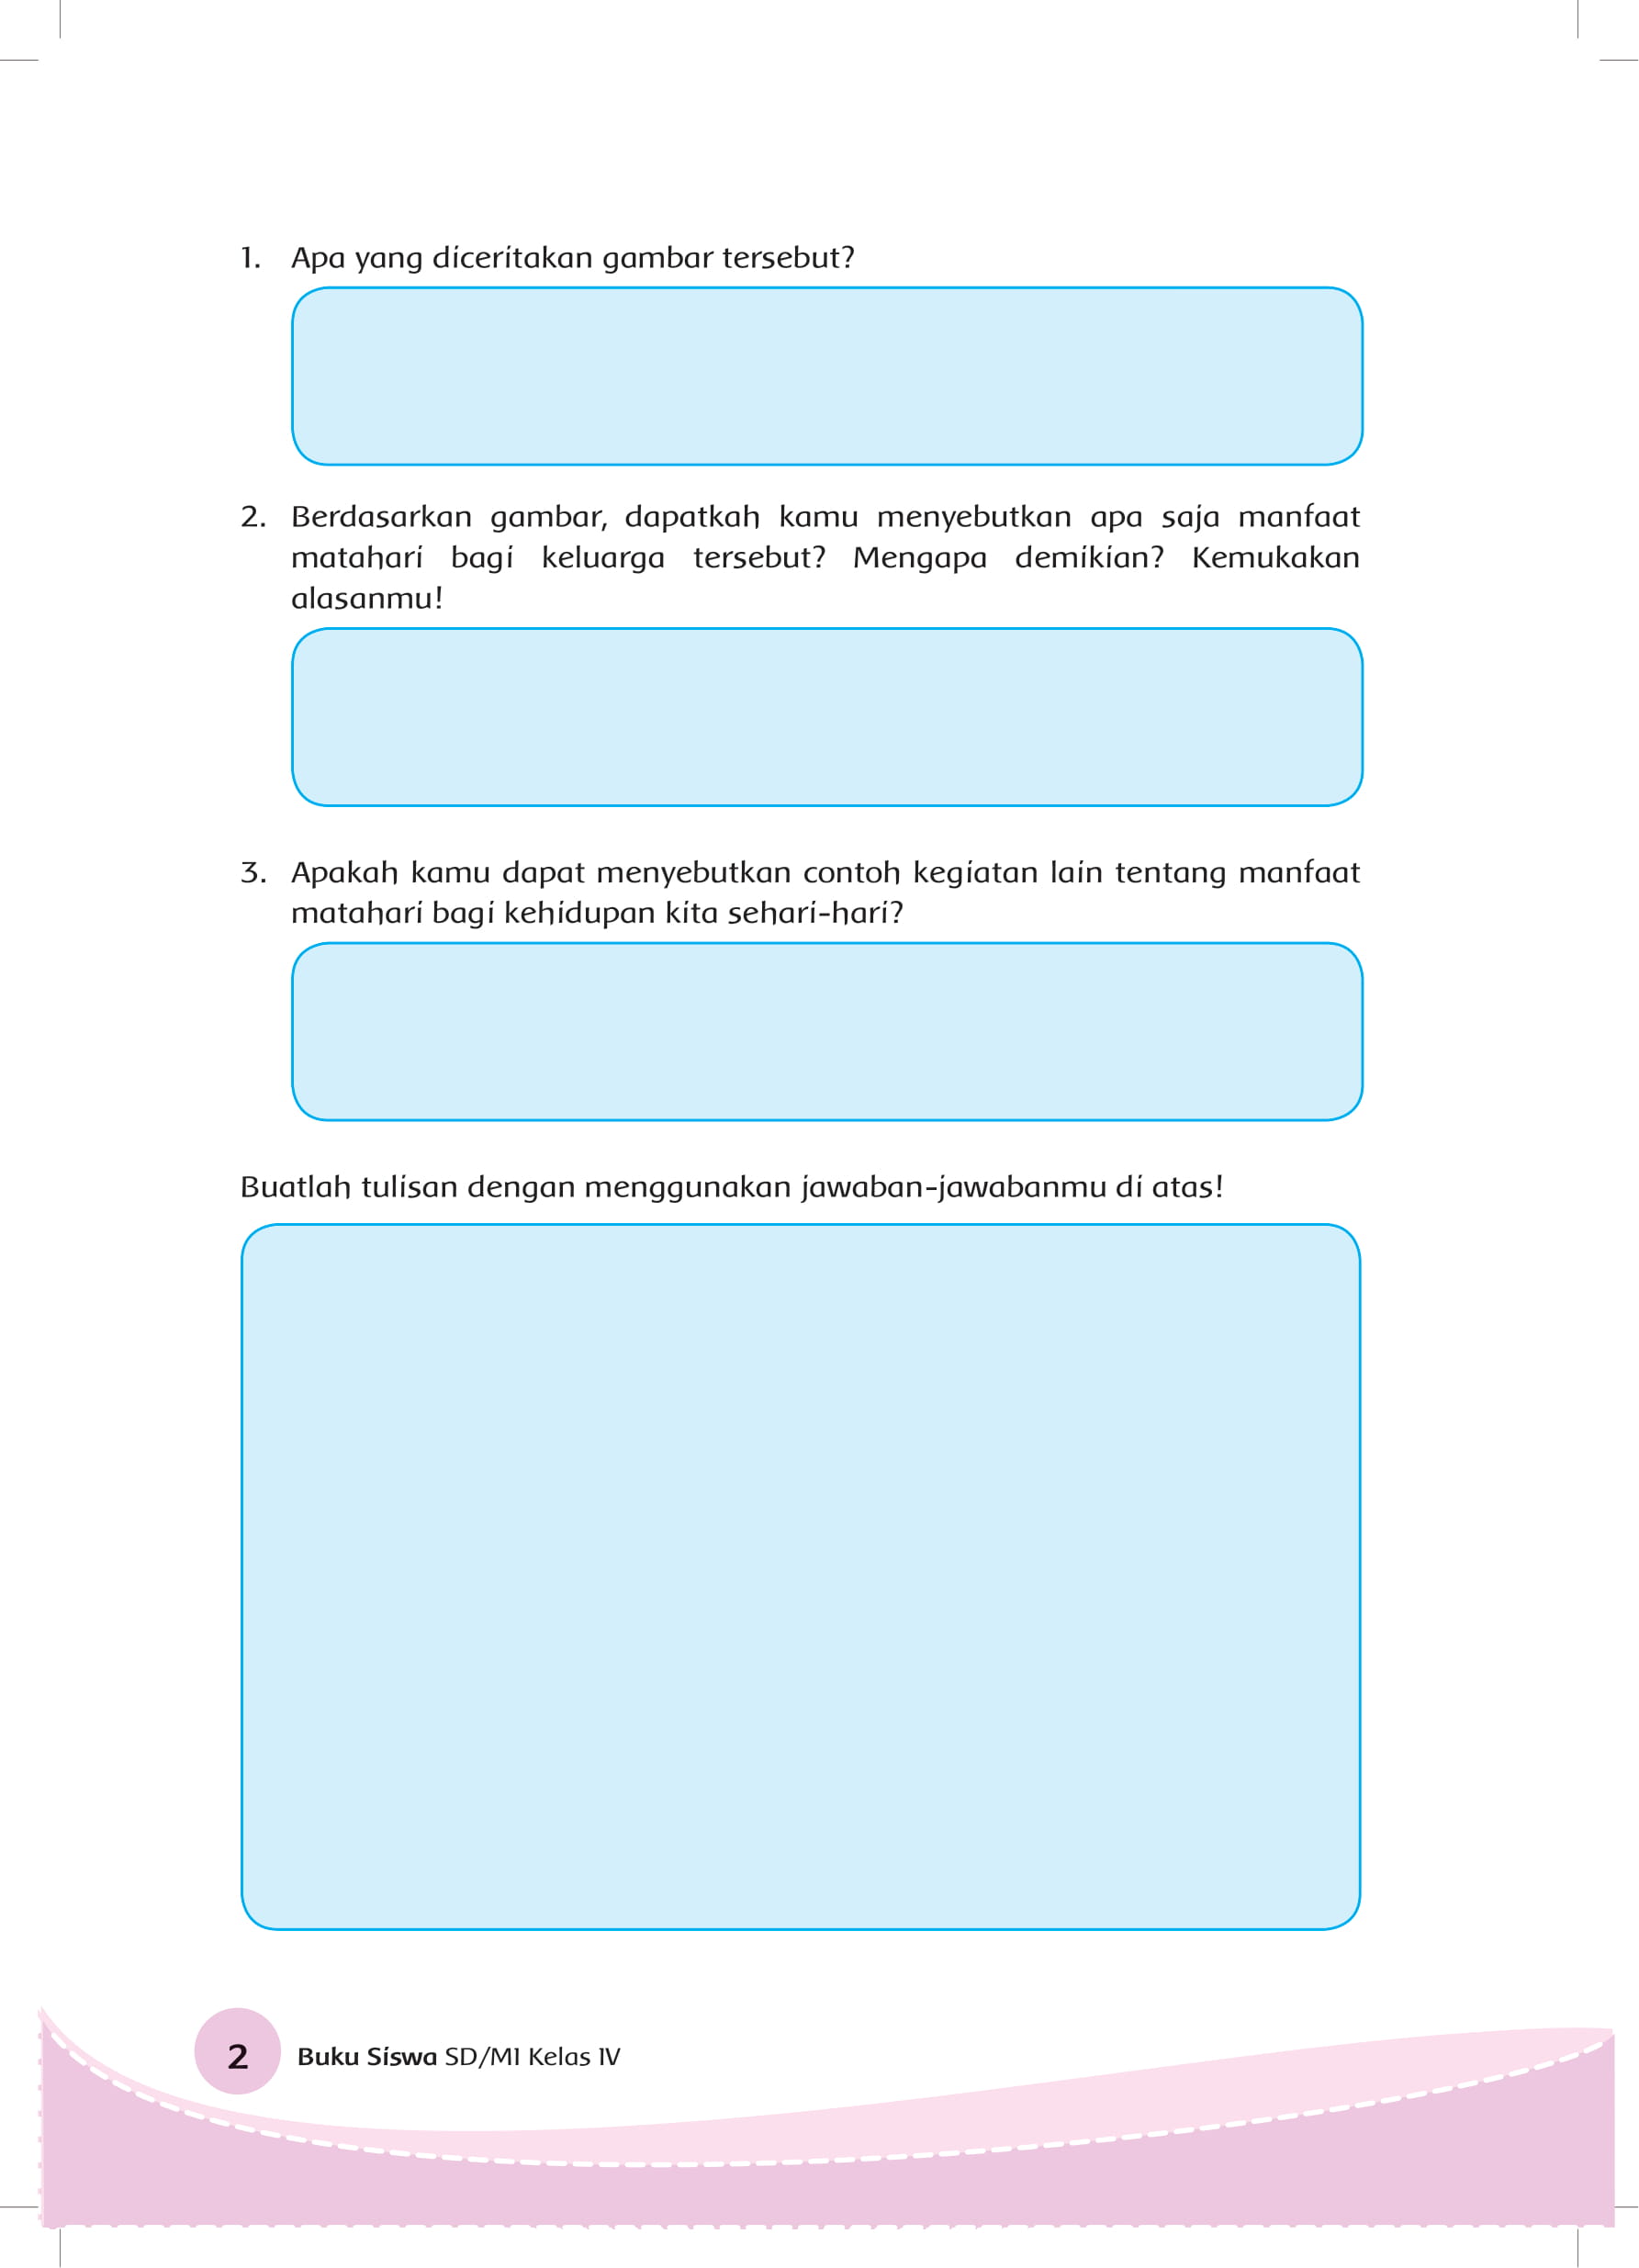 1. Apa yang diceritakan gambar tersebut?
2. Berdasarkan gambar, dapatkah kamu menyebutkan apa saja manfaat
matahari bagi keluarga tersebut? Mengapa demikian? Kemukakan
alasanmu!
3. Apakah kamu dapat menyebutkan contoh kegiatan lain tentang manfaat
matahari bagi kehidupan kita sehari-hari?
Buatlah tulisan dengan menggunakan jawaban-jawabanmu di atas!
2 Buku Siswa SD/MI Kelas IV